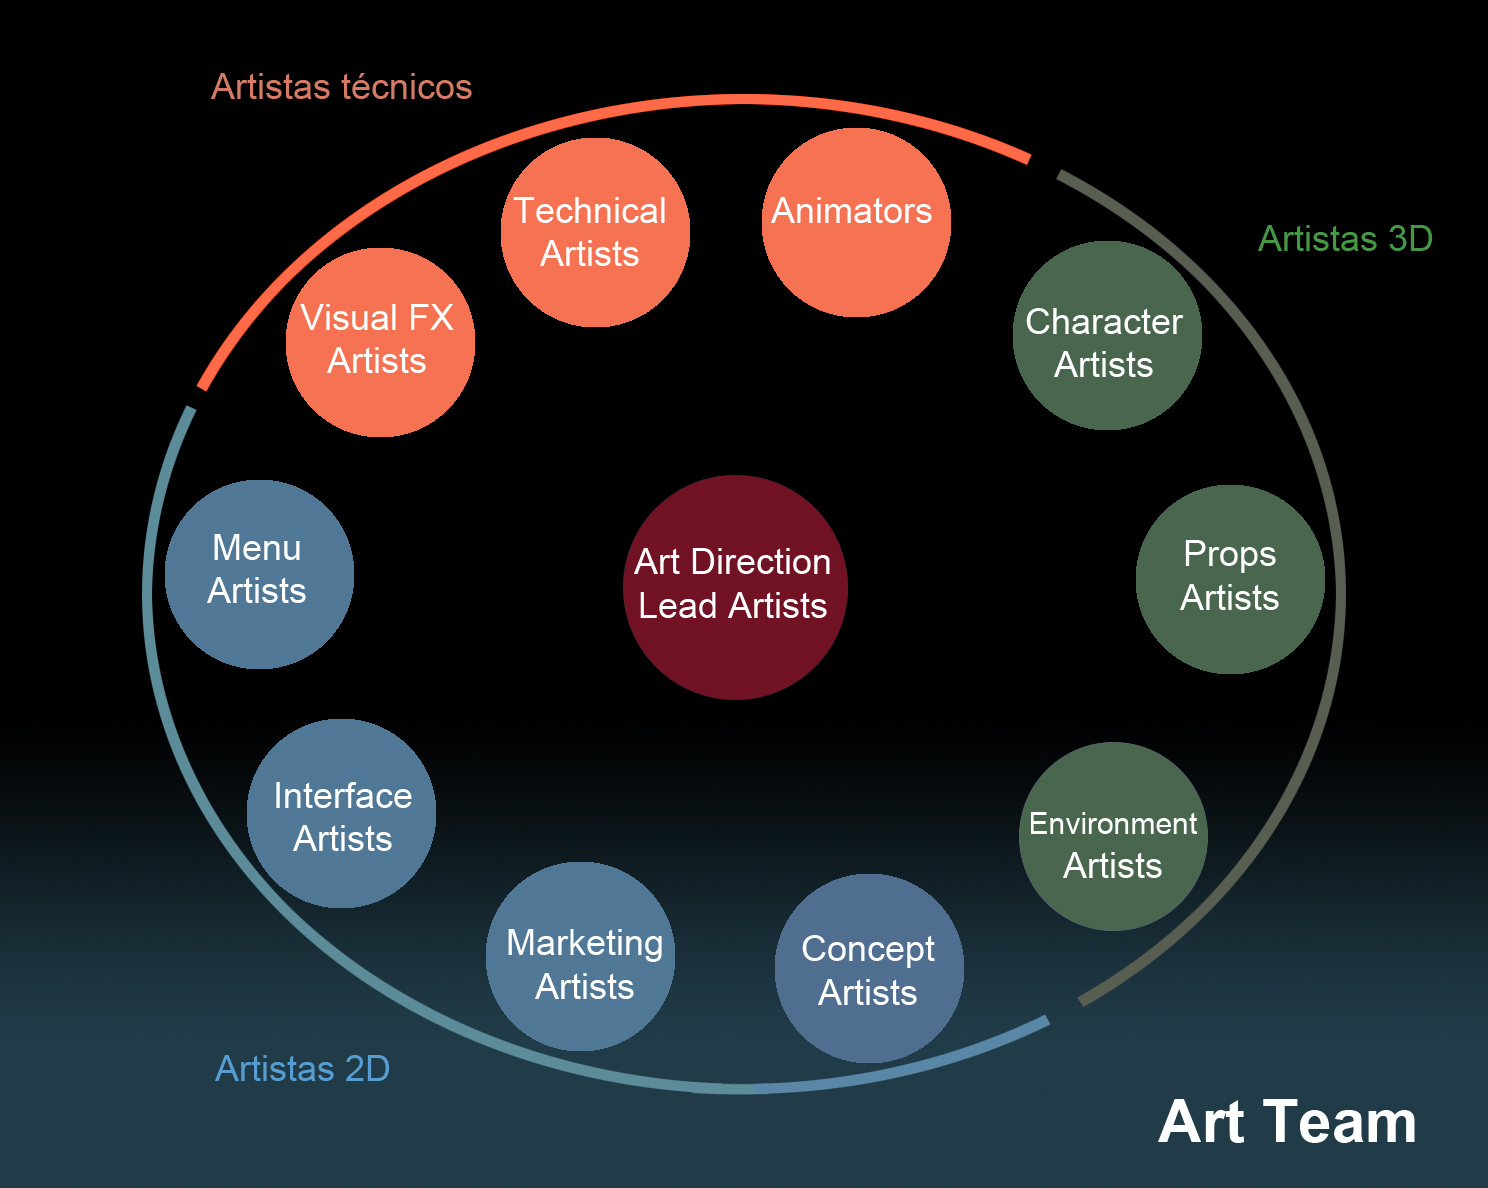 Artistas técnicos
Technical
Artists
Animators
Artistas 3D
Visual FX
Artists
Character
Artists
Menu
Artists
Art Direction
Lead Artists
Props
Artists
Interface
Artists
Environment
Artists
Marketing
Artists
Concept
Artists
Artistas 2D
Art Team